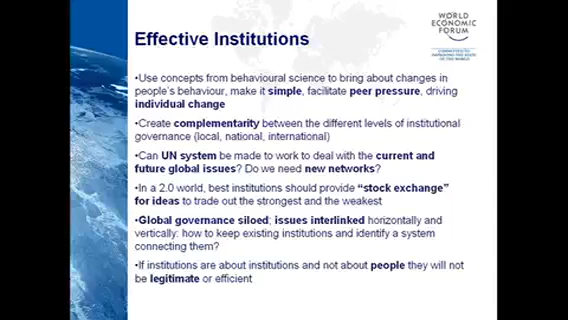 WORLD
ECONOMIC
FORUM
COMMITTED TO
IMPROVING THE STATE
OF THE WORLD
Effective Institutions
•Use concepts from behavioural science to bring about changes in
people's behaviour, make it simple, facilitate peer pressure, driving
individual change
•Create complementarity between the different levels of institutional
governance (local, national, international)
•Can UN system be made to work to deal with the current and
future global issues? Do we need new networks?
•In a 2.0 world, best institutions should provide "stock exchange"
for ideas to trade out the strongest and the weakest
•Global governance siloed; issues interlinked horizontally and
vertically: how to keep existing institutions and identify a system
connecting them?
•If institutions are about institutions and not about people they will not
be legitimate or efficient